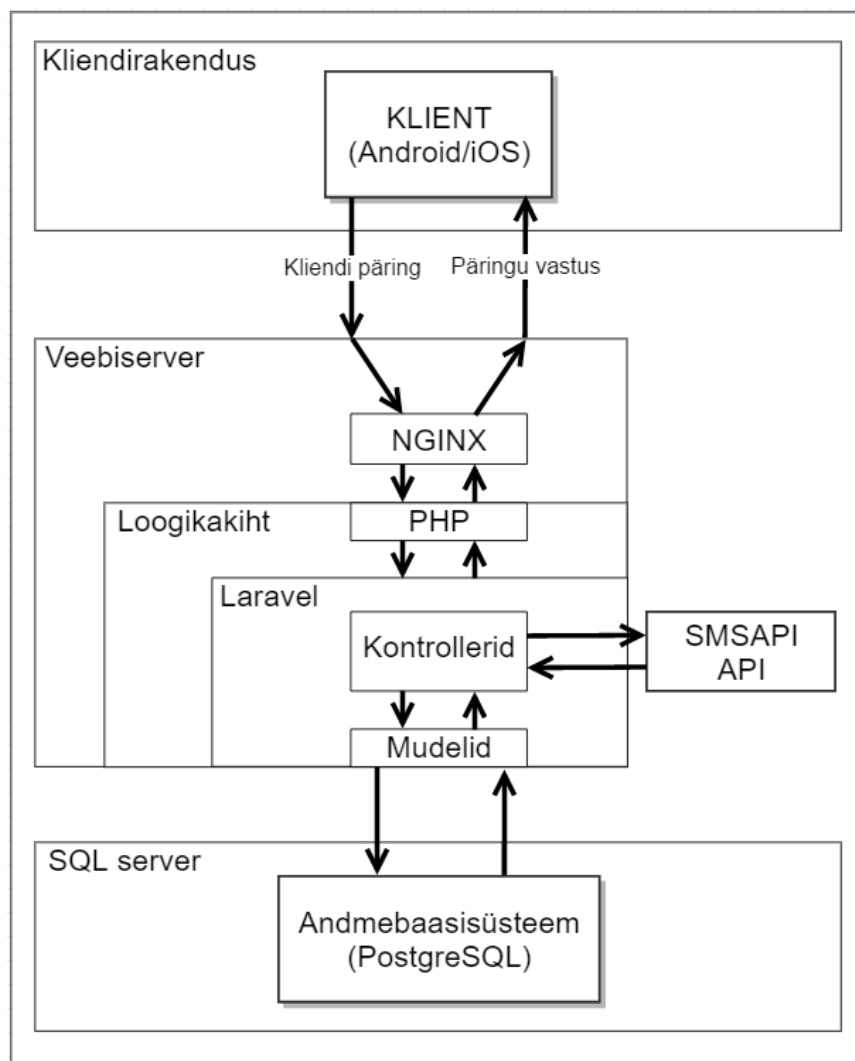 Kliendirakendus
KLIENT
(Android/iOS)
Kliendi päring
Päringu vastus
Veebiserver
NGINX
Loogikakiht
PHP
Laravel
Kontrollerid
SMSAPI
API
Mudelid
SQL server
Andmebaasisüsteem
(PostgreSQL)